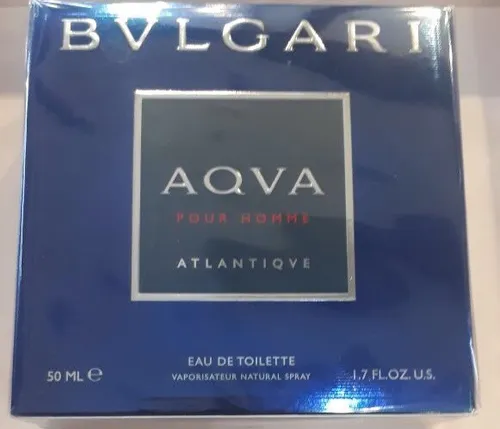 BVLGARI
AQVA
POUR HOMME
ATLANTIQVE
EAU DE TOILETTE
50 ML ℮ VAPORISATEUR NATURAL SPRAY 1.7 FL.OZ. U.S.